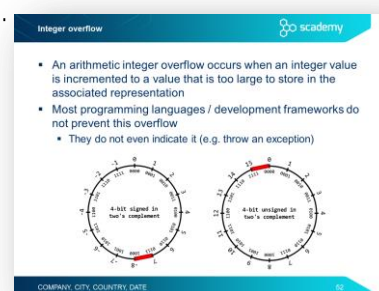 Integer overflow
scademy
An arithmetic integer overflow occurs when an integer value
is incremented to a value that is too large to store in the
associated representation
Most programming languages / development frameworks do
not prevent this overflow
They do not even indicate it (e.g. throw an exception)
4-bit signed in
two's complement
4-bit unsigned in
two's complement
COMPANY, CITY, COUNTRY, DATE
52